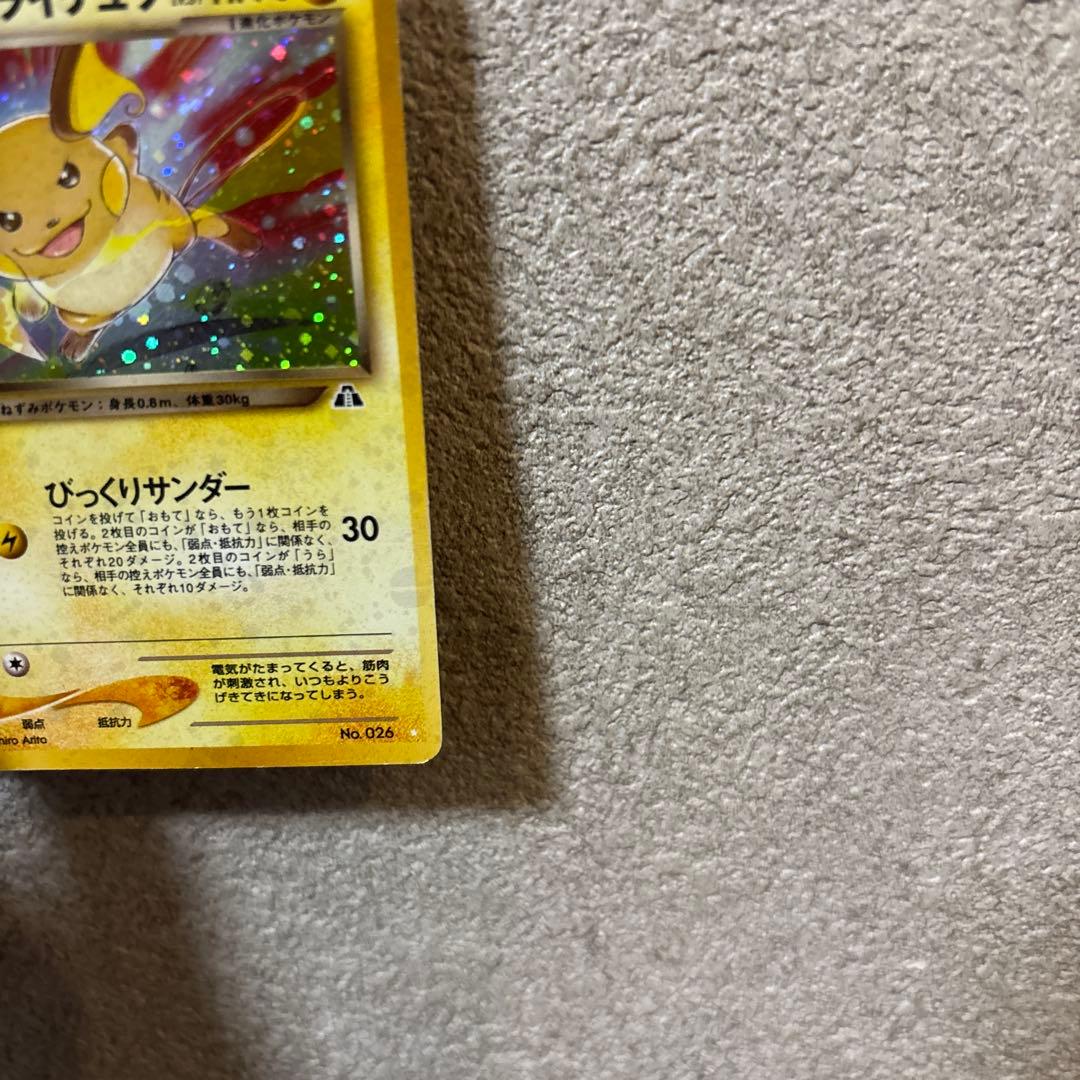 1進化ポケモン
ねずみポケモン：身長0.8m、体重30kg
びっくりサンダー
コインを投げて「おもて」なら、もう1枚コインを
投げる。2枚目のコインが「おもて」なら、相手の
控えポケモン全員にも、「弱点・抵抗力」に関係なく、
それぞれ20ダメージ。2枚目のコインが「うら」
なら、相手の控えポケモン全員にも、「弱点・抵抗力」
に関係なく、それぞれ10ダメージ。
30
電気がたまってくると、筋肉
が刺激され、いつもよりこう
げきてきになってしまう。
弱点 抵抗力
hiro Arita
No. 026